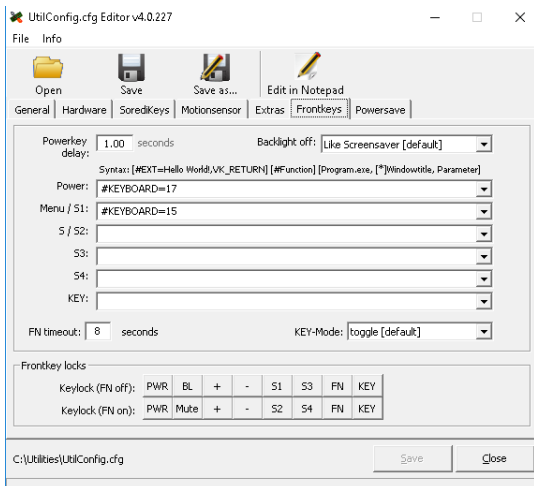 UtilConfig.cfg Editor v4.0.227
File Info
Open Save Save as... Edit in Notepad
General Hardware SorediKeys Motionsensor Extras Frontkeys Powersave
Powerkey delay: 1.00 seconds Backlight off: Like Screensaver [default]
Syntax: [#EXT=Hello World!,VK_RETURN] [#Function] [Program.exe, [*]Windowtitle, Parameter]
Power: #KEYBOARD=17
Menu / S1: #KEYBOARD=15
S / S2:
S3:
S4:
KEY:
FN timeout: 8 seconds KEY-Mode: toggle [default]
Frontkey locks
Keylock (FN off): PWR BL + - S1 S3 FN KEY
Keylock (FN on): PWR Mute + - S2 S4 FN KEY
C:\Utilities\UtilConfig.cfg Save Close